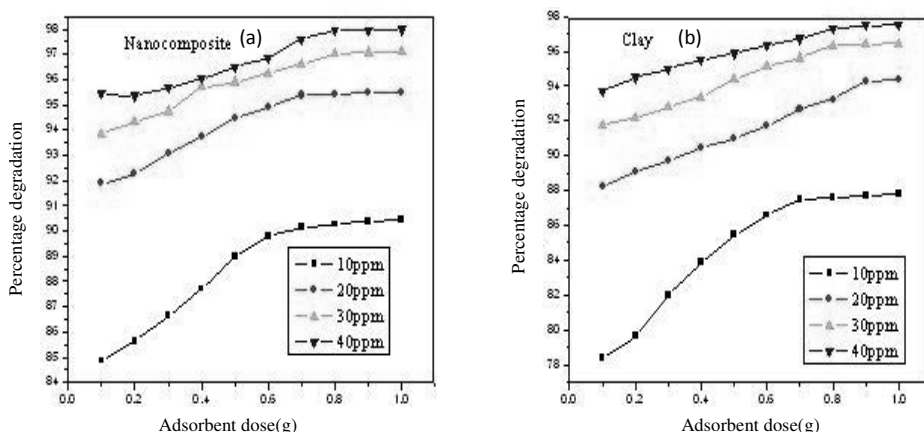 Nanocomposite (a)
Percentage degradation
98
97
96
95
94
93
92
91
90
89
88
87
86
85
84
10ppm
20ppm
30ppm
40ppm
0.0 0.2 0.4 0.6 0.8 1.0
Adsorbent dose(g)
Clay (b)
Percentage degradation
98
96
94
92
90
88
86
84
82
80
78
10ppm
20ppm
30ppm
40ppm
0.0 0.2 0.4 0.6 0.8 1.0
Adsorbent dose(g)